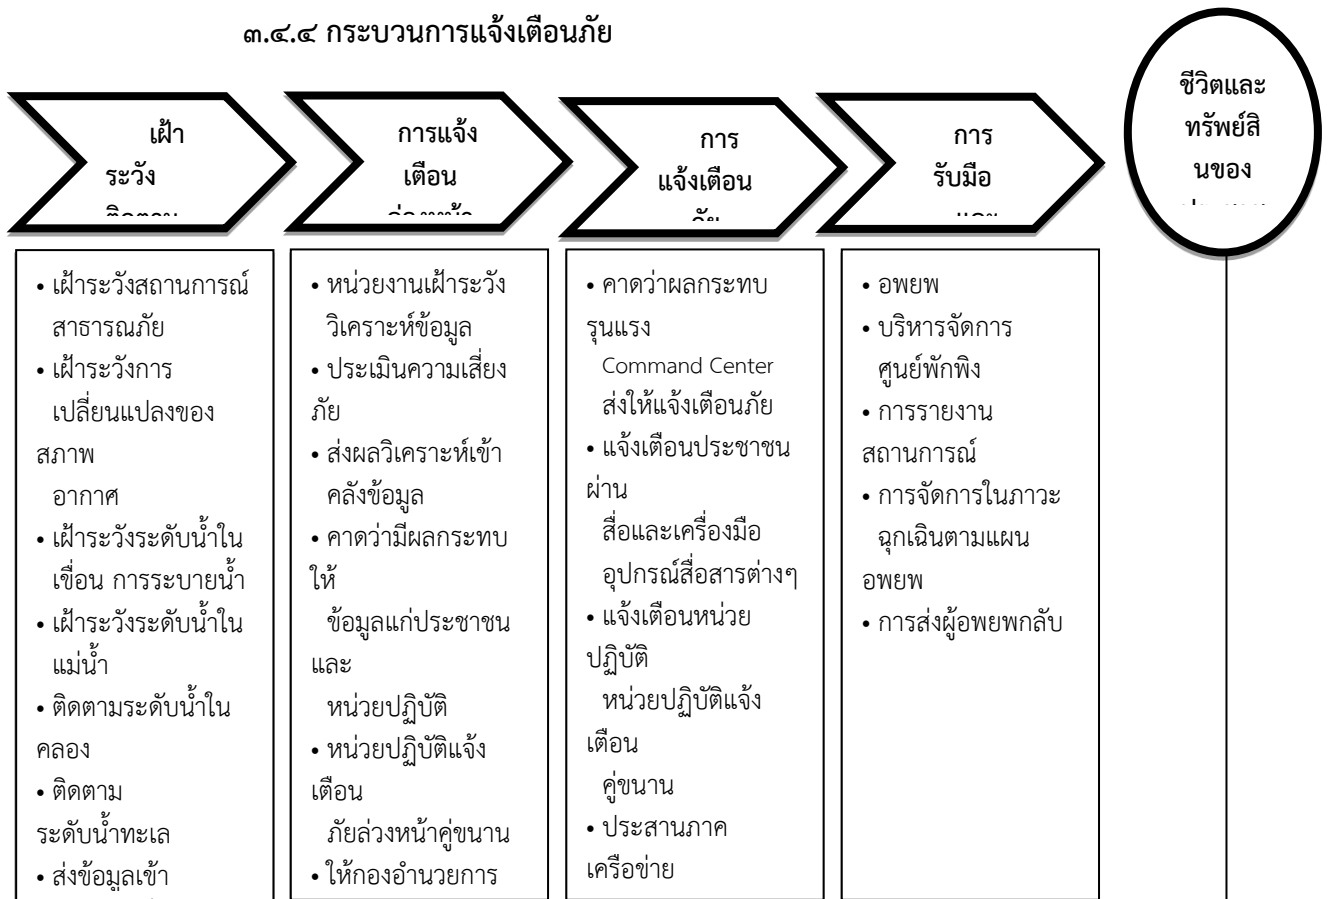 ๓.๔.๔ กระบวนการแจ้งเตือนภัย
เฝ้า
ระวัง
การแจ้ง
เตือน
การ
แจ้งเตือน
การ
รับมือ
ชีวิตและ
ทรัพย์สิ
นของ
• เฝ้าระวังสถานการณ์
สาธารณภัย
• เฝ้าระวังการ
เปลี่ยนแปลงของ
สภาพ
อากาศ
• เฝ้าระวังระดับน้ำใน
เขื่อน การระบายน้ำ
• เฝ้าระวังระดับน้ำใน
แม่น้ำ
• ติดตามระดับน้ำใน
คลอง
• ติดตาม
ระดับน้ำทะเล
• ส่งข้อมูลเข้า
• หน่วยงานเฝ้าระวัง
วิเคราะห์ข้อมูล
• ประเมินความเสี่ยง
ภัย
• ส่งผลวิเคราะห์เข้า
คลังข้อมูล
• คาดว่ามีผลกระทบ
ให้
ข้อมูลแก่ประชาชน
และ
หน่วยปฏิบัติ
• หน่วยปฏิบัติแจ้ง
เตือน
ภัยล่วงหน้าคู่ขนาน
• ให้กองอำนวยการ
• คาดว่าผลกระทบ
รุนแรง
Command Center
ส่งให้แจ้งเตือนภัย
• แจ้งเตือนประชาชน
ผ่าน
สื่อและเครื่องมือ
อุปกรณ์สื่อสารต่างๆ
• แจ้งเตือนหน่วย
ปฏิบัติ
หน่วยปฏิบัติแจ้ง
เตือน
คู่ขนาน
• ประสานภาค
เครือข่าย
• อพยพ
• บริหารจัดการ
ศูนย์พักพิง
• การรายงาน
สถานการณ์
• การจัดการในภาวะ
ฉุกเฉินตามแผน
อพยพ
• การส่งผู้อพยพกลับ